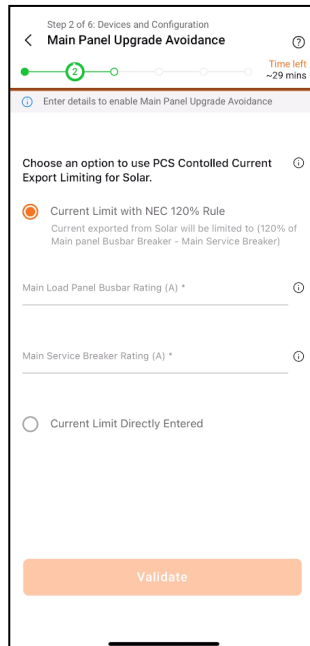 Step 2 of 6: Devices and Configuration
Main Panel Upgrade Avoidance
Time left
2
~29 mins
Enter details to enable Main Panel Upgrade Avoidance
Choose an option to use PCS Contolled Current
Export Limiting for Solar.
Current Limit with NEC 120% Rule
Current exported from Solar will be limited to (120% of
Main panel Busbar Breaker - Main Service Breaker)
Main Load Panel Busbar Rating (A) *
Main Service Breaker Rating (A) *
Current Limit Directly Entered
Validate